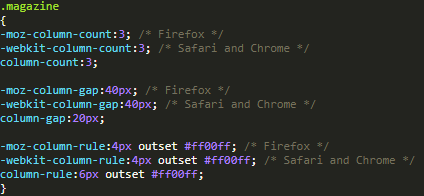 .magazine
{
-moz-column-count:3; /* Firefox */
-webkit-column-count:3; /* Safari and Chrome */
column-count:3;
-moz-column-gap:40px; /* Firefox */
-webkit-column-gap:40px; /* Safari and Chrome */
column-gap:20px;
-moz-column-rule:4px outset #ff00ff; /* Firefox */
-webkit-column-rule:4px outset #ff00ff; /* Safari and Chrome */
column-rule:6px outset #ff00ff;
}